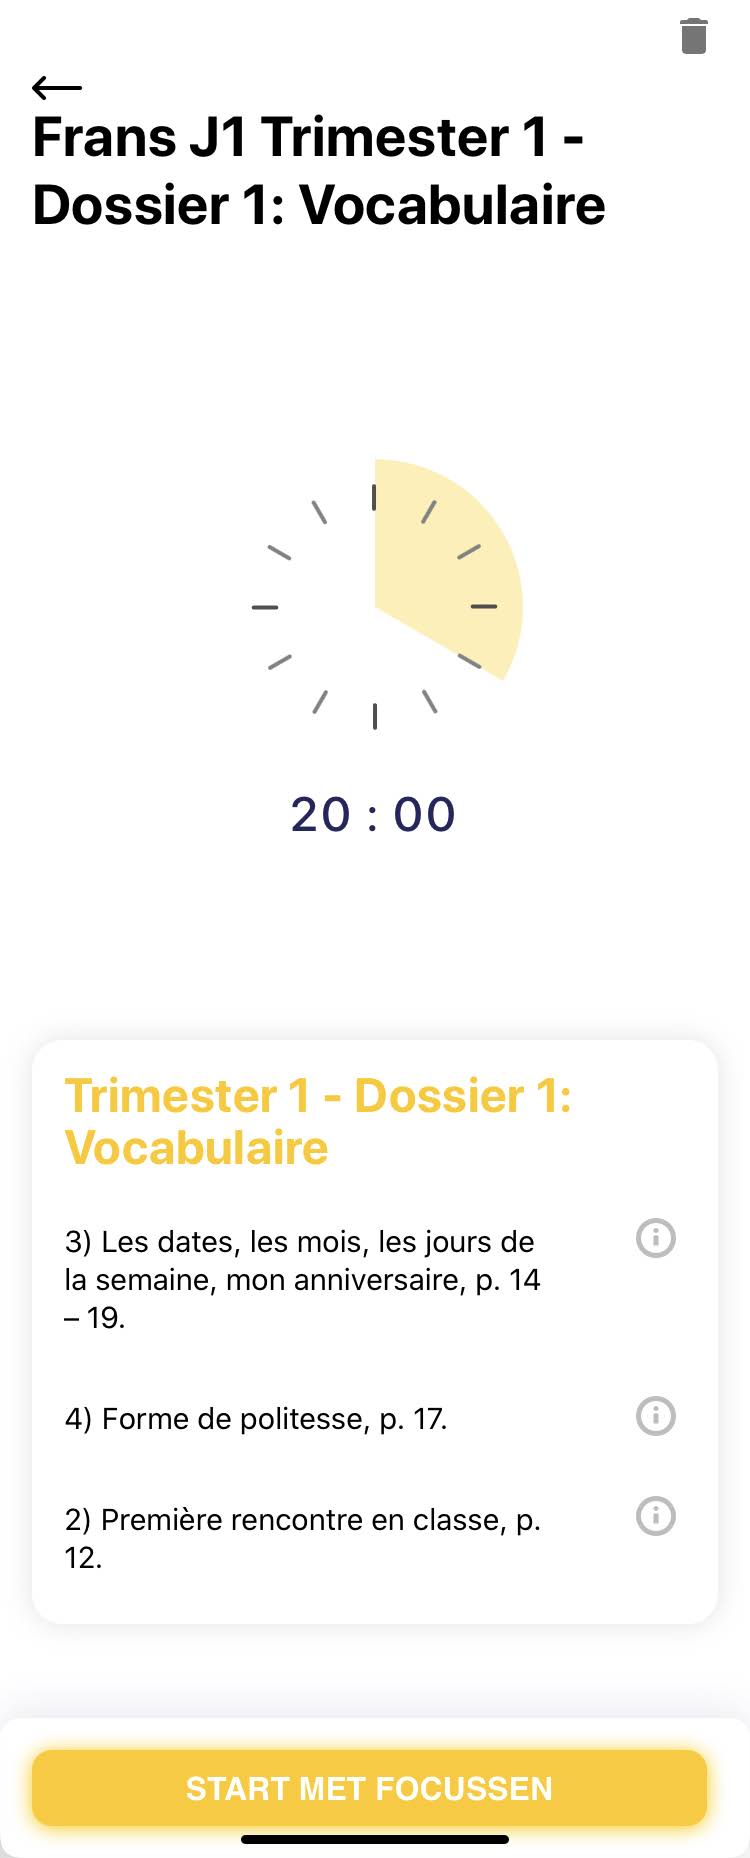 Frans J1 Trimester 1 -
Dossier 1: Vocabulaire
20 : 00
Trimester 1 - Dossier 1:
Vocabulaire
3) Les dates, les mois, les jours de
la semaine, mon anniversaire, p. 14
– 19.
4) Forme de politesse, p. 17.
2) Première rencontre en classe, p.
12.
START MET FOCUSSEN